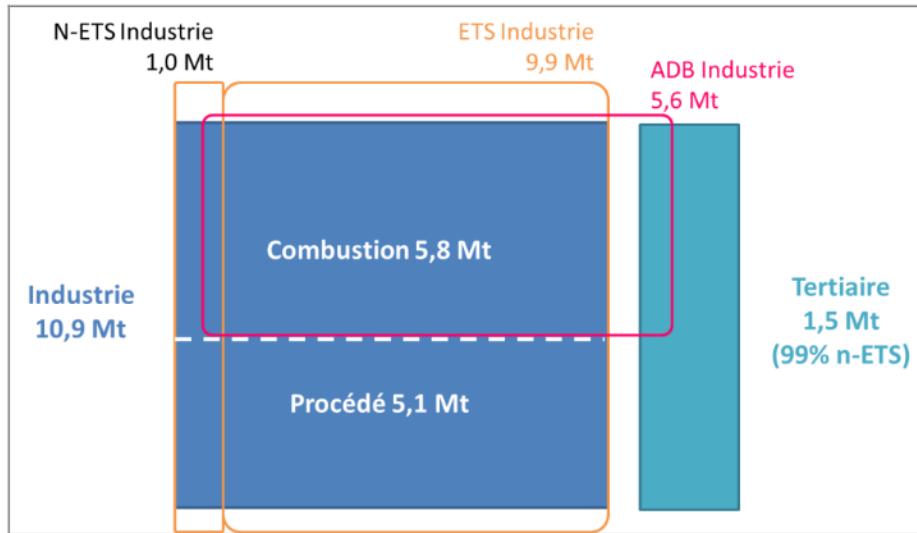 N-ETS Industrie
1,0 Mt
ETS Industrie
9,9 Mt
ADB Industrie
5,6 Mt
Combustion 5,8 Mt
Industrie
10,9 Mt
Tertiaire
1,5 Mt
(99% n-ETS)
Procédé 5,1 Mt